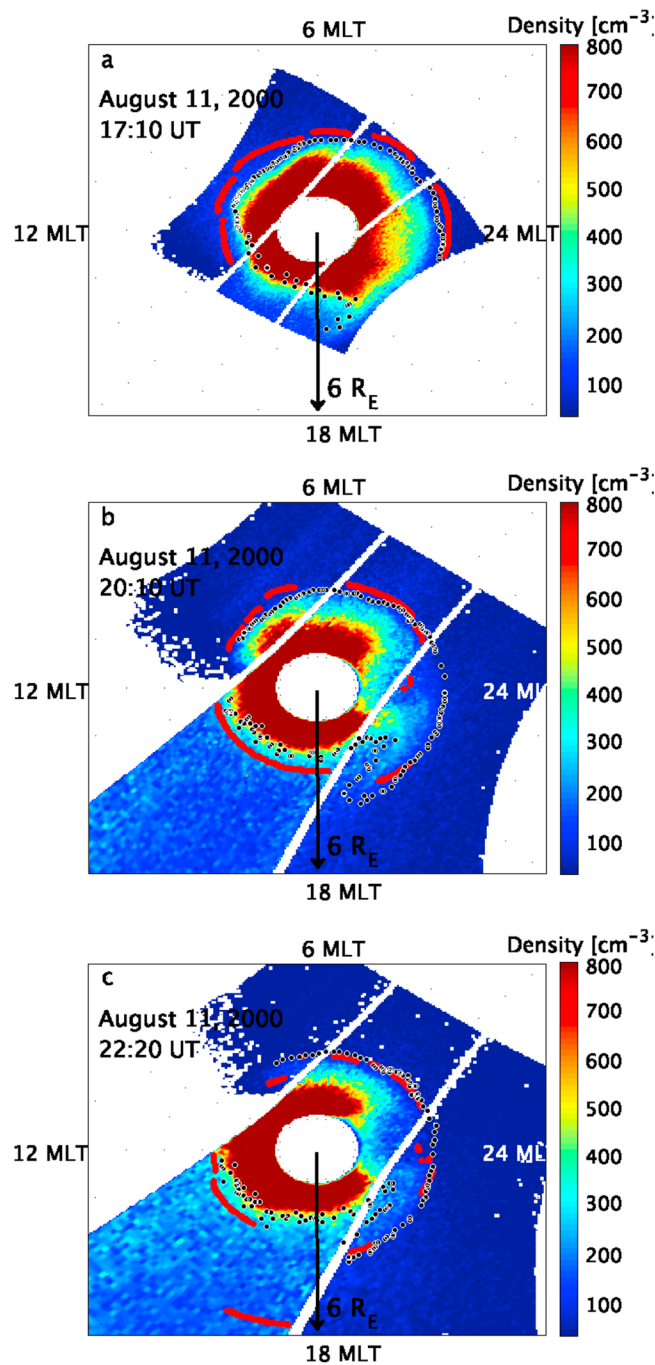 6 MLT
Density [cm⁻³]
a
August 11, 2000
17:10 UT
12 MLT
24 MLT
6 R_E
18 MLT
800
700
600
500
400
300
200
100
6 MLT
Density [cm⁻³]
b
August 11, 2000
20:10 UT
12 MLT
24 ML
6 R_E
18 MLT
800
700
600
500
400
300
200
100
6 MLT
Density [cm⁻³]
c
August 11, 2000
22:20 UT
12 MLT
24 ML
6 R_E
18 MLT
800
700
600
500
400
300
200
100